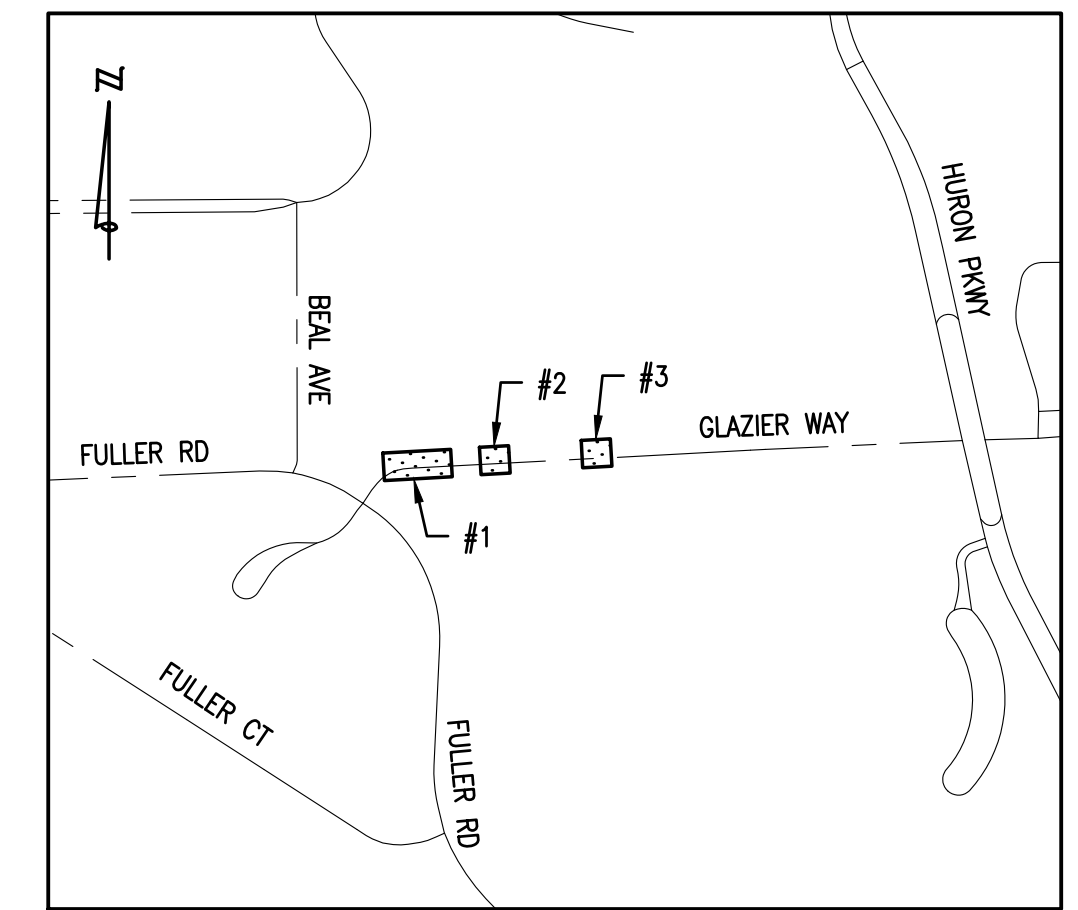 N
HURON PKWY
BEAL AVE
#2
#3
GLAZIER WAY
FULLER RD
#1
FULLER CT
FULLER RD